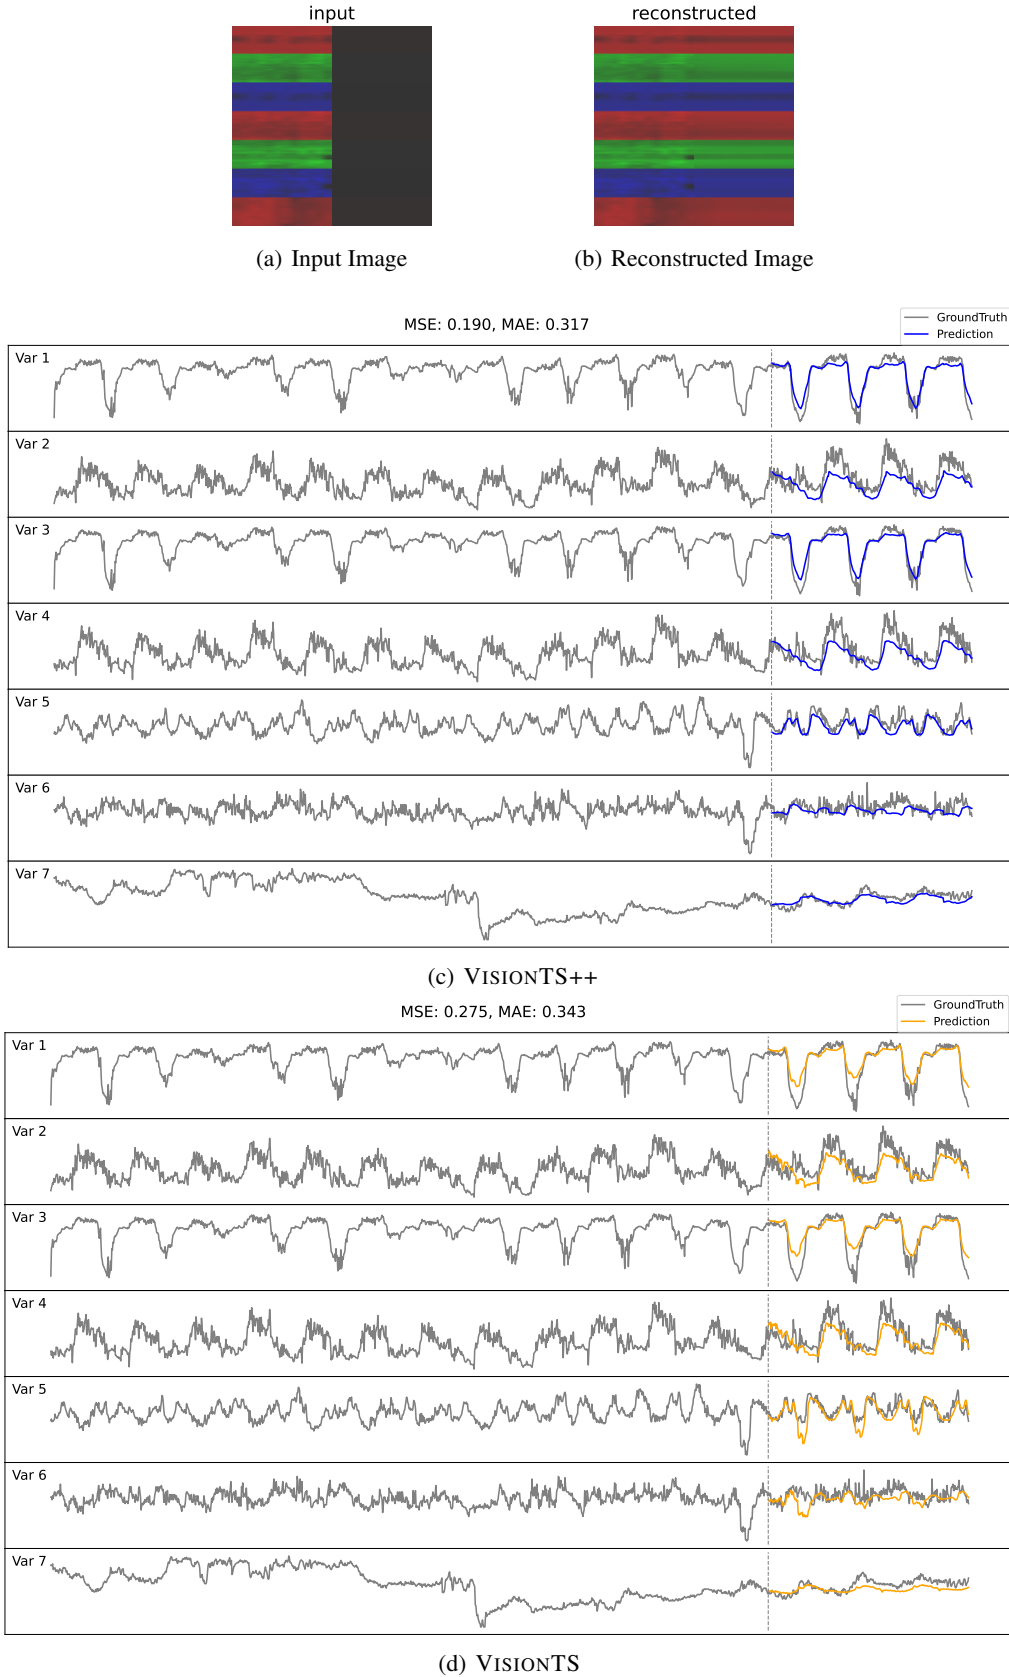 input
reconstructed
(a) Input Image
(b) Reconstructed Image
MSE: 0.190, MAE: 0.317
GroundTruth
Prediction
Var 1
Var 2
Var 3
Var 4
Var 5
Var 6
Var 7
(c) VISIONTS++
MSE: 0.275, MAE: 0.343
GroundTruth
Prediction
Var 1
Var 2
Var 3
Var 4
Var 5
Var 6
Var 7
(d) VISIONTS